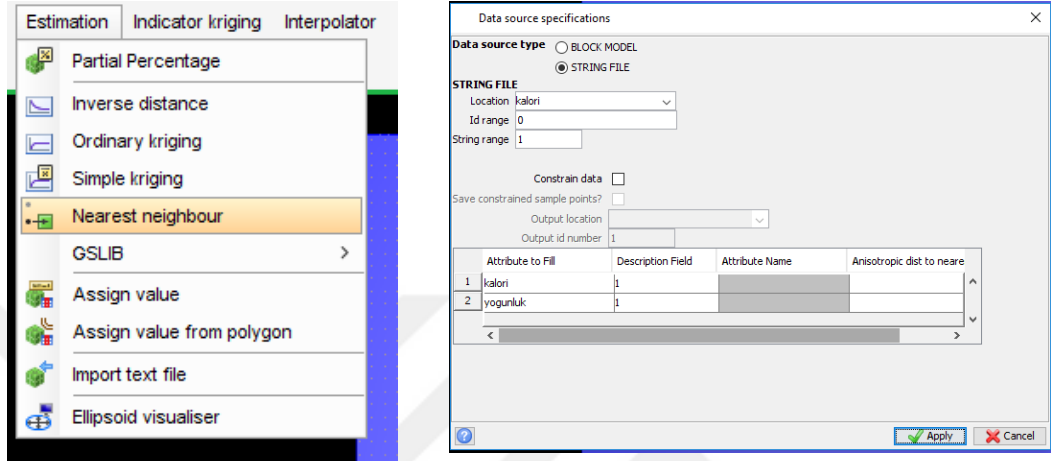 Estimation Indicator kriging Interpolator
Partial Percentage
Inverse distance
Ordinary kriging
Simple kriging
Nearest neighbour
GSLIB
Assign value
Assign value from polygon
Import text file
Ellipsoid visualiser
Data source specifications
Data source type BLOCK MODEL
STRING FILE
STRING FILE
Location kalori
Id range 0
String range 1
Constrain data
Save constrained sample points?
Output location
Output id number 1
Attribute to Fill Description Field Attribute Name Anisotropic dist to neare
1 kalori 1
2 yogunluk 1
Apply Cancel